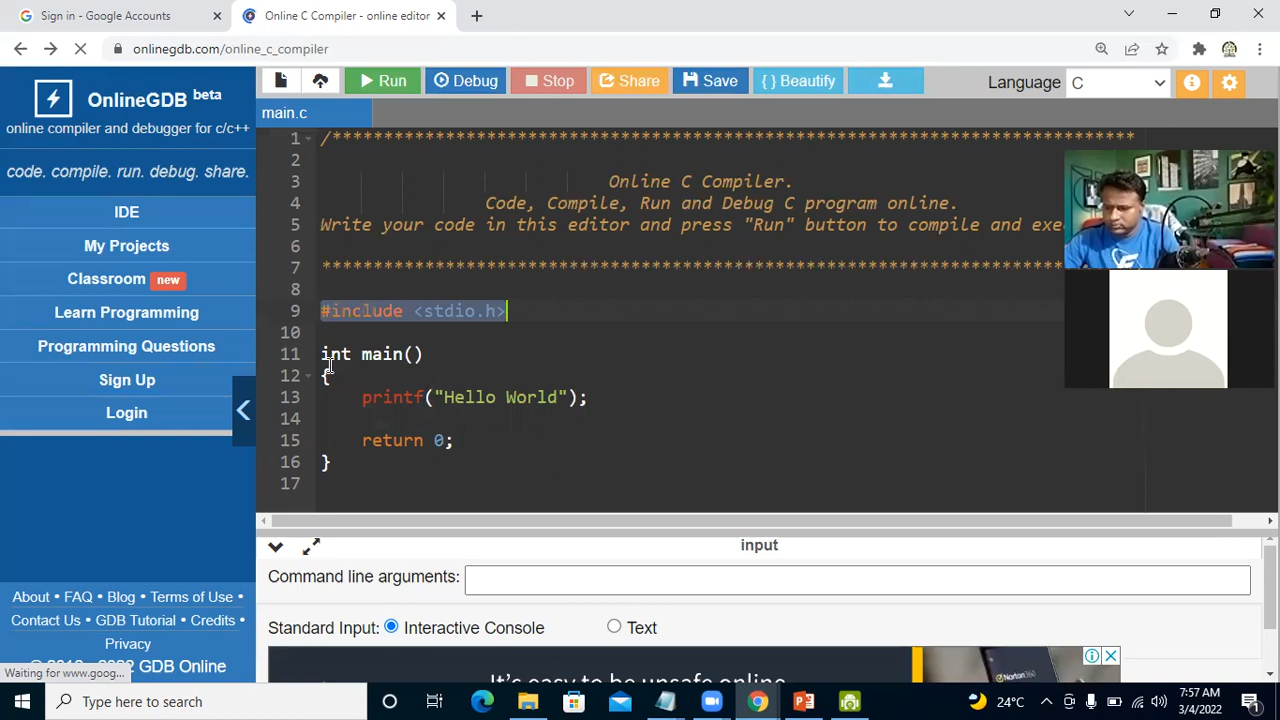 Sign in - Google Accounts
Online C Compiler - online editor
onlinegdb.com/online_c_compiler
OnlineGDB beta
online compiler and debugger for c/c++
code. compile. run. debug. share.
IDE
My Projects
Classroom new
Learn Programming
Programming Questions
Sign Up
Login
About • FAQ • Blog • Terms of Use •
Contact Us • GDB Tutorial • Credits •
Privacy
GDB Online
Waiting for www.goog...
Run
Debug
Stop
Share
Save
{ } Beautify
Language C
main.c
1 /******************************************************************************
2
3 Online C Compiler.
4 Code, Compile, Run and Debug C program online.
5 Write your code in this editor and press "Run" button to compile and exe
6
7 ************************************************************************
8
9 #include <stdio.h>
10
11 int main()
12 {
13 printf("Hello World");
14
15 return 0;
16 }
17
input
Command line arguments:
Standard Input: Interactive Console Text
It's easy to be unsafe online
Type here to search
24°C
7:57 AM
3/4/2022